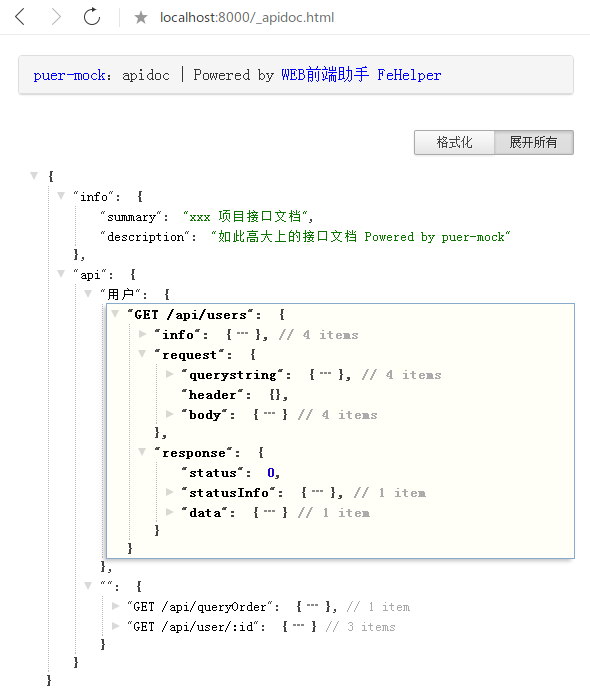 localhost:8000/_apidoc.html
puer-mock: apidoc | Powered by WEB前端助手 FeHelper
格式化 展开所有
{
"info": {
"summary": "xxx 项目接口文档",
"description": "如此高大上的接口文档 Powered by puer-mock"
},
"api": {
"用户": {
"GET /api/users": {
"info": { ... }, // 4 items
"request": {
"querystring": { ... }, // 4 items
"header": {},
"body": { ... } // 4 items
},
"response": {
"status": 0,
"statusInfo": { ... }, // 1 item
"data": { ... } // 1 item
}
}
},
"": {
"GET /api/queryOrder": { ... }, // 1 item
"GET /api/user/:id": { ... } // 3 items
}
}
}